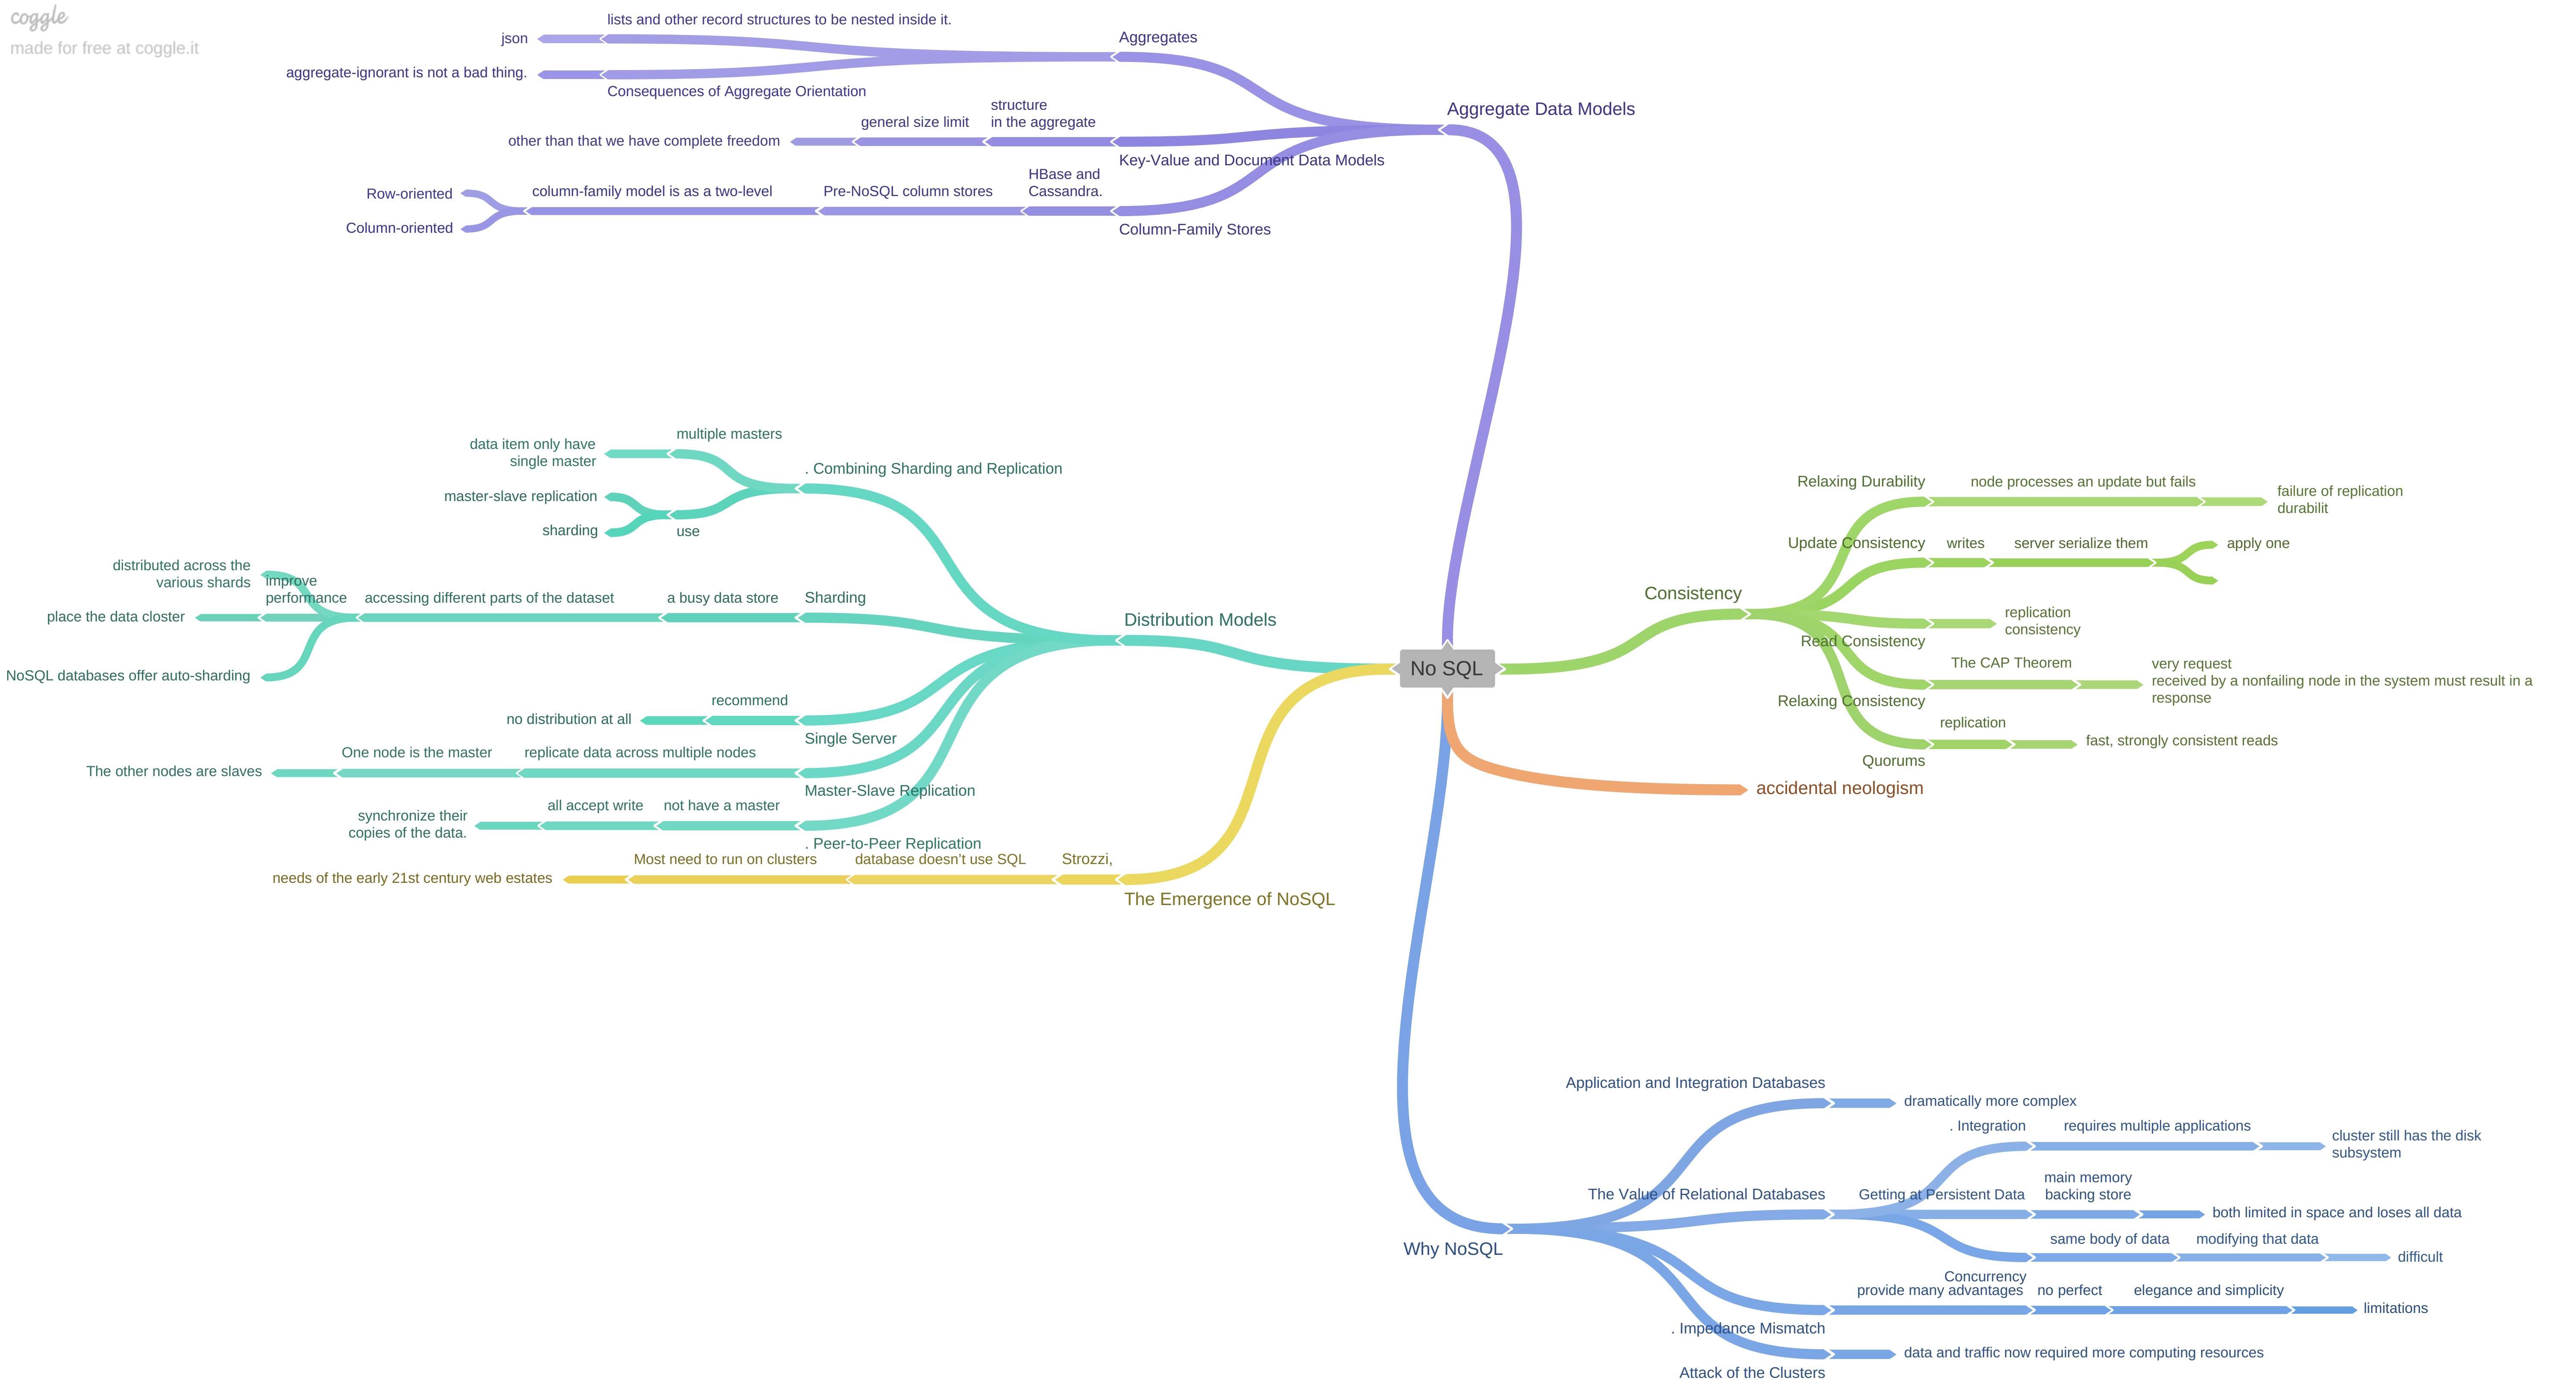 coggle
made for free at coggle.it
lists and other record structures to be nested inside it.
json
Aggregates
aggregate-ignorant is not a bad thing.
Consequences of Aggregate Orientation
Aggregate Data Models
structure
in the aggregate
general size limit
other than that we have complete freedom
Key-Value and Document Data Models
HBase and
Cassandra.
Pre-NoSQL column stores
column-family model is as a two-level
Row-oriented
Column-oriented
Column-Family Stores
multiple masters
data item only have
single master
. Combining Sharding and Replication
master-slave replication
sharding
use
distributed across the
various shards
improve
performance
place the data closter
accessing different parts of the dataset
a busy data store
Sharding
NoSQL databases offer auto-sharding
Distribution Models
recommend
no distribution at all
Single Server
One node is the master
replicate data across multiple nodes
The other nodes are slaves
Master-Slave Replication
all accept write
not have a master
synchronize their
copies of the data.
. Peer-to-Peer Replication
Most need to run on clusters
database doesn't use SQL
Strozzi,
needs of the early 21st century web estates
The Emergence of NoSQL
No SQL
Relaxing Durability
node processes an update but fails
failure of replication
durabilit
Update Consistency
writes
server serialize them
apply one
Consistency
replication
consistency
Read Consistency
The CAP Theorem
very request
received by a nonfailing node in the system must result in a
response
Relaxing Consistency
replication
fast, strongly consistent reads
Quorums
accidental neologism
Application and Integration Databases
dramatically more complex
. Integration
requires multiple applications
cluster still has the disk
subsystem
The Value of Relational Databases
Getting at Persistent Data
main memory
backing store
both limited in space and loses all data
Why NoSQL
same body of data
modifying that data
difficult
Concurrency
provide many advantages
no perfect
elegance and simplicity
limitations
. Impedance Mismatch
data and traffic now required more computing resources
Attack of the Clusters